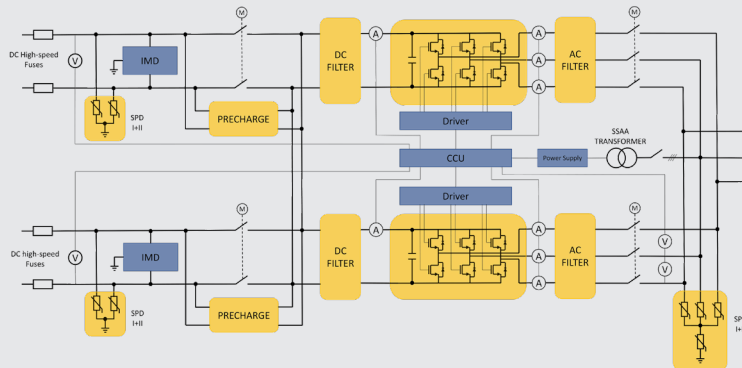 M
M
DC High-speed
Fuses
V
IMD
SPD
I+II
PRECHARGE
DC
FILTER
A
A
A
A
AC
FILTER
Driver
CCU
Power Supply
SSAA
TRANSFORMER
Driver
M
M
DC high-speed
Fuses
V
IMD
SPD
I+II
PRECHARGE
DC
FILTER
A
A
A
A
AC
FILTER
V
V